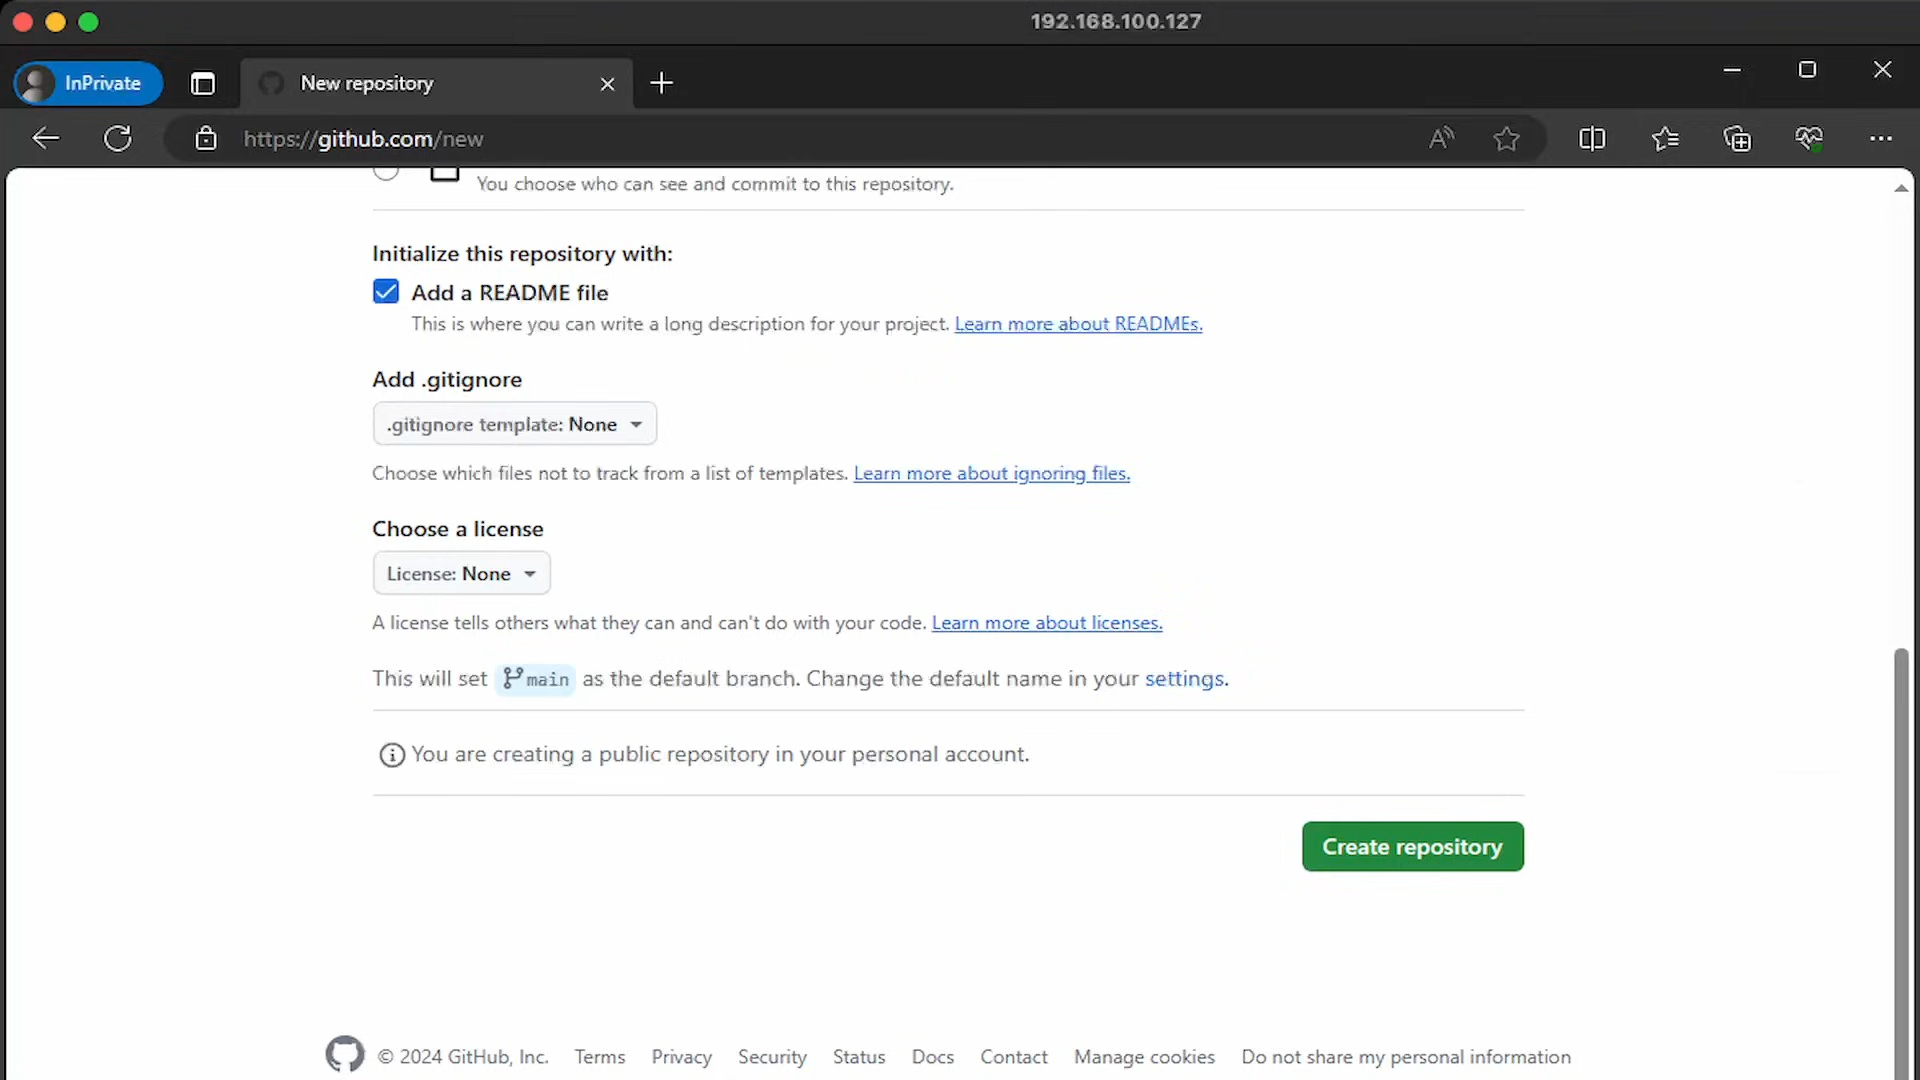 192.168.100.127
InPrivate
New repository
https://github.com/new
You choose who can see and commit to this repository.
Initialize this repository with:
Add a README file
This is where you can write a long description for your project. Learn more about READMEs.
Add .gitignore
.gitignore template: None
Choose which files not to track from a list of templates. Learn more about ignoring files.
Choose a license
License: None
A license tells others what they can and can't do with your code. Learn more about licenses.
This will set main as the default branch. Change the default name in your settings.
You are creating a public repository in your personal account.
Create repository
© 2024 GitHub, Inc. Terms Privacy Security Status Docs Contact Manage cookies Do not share my personal information